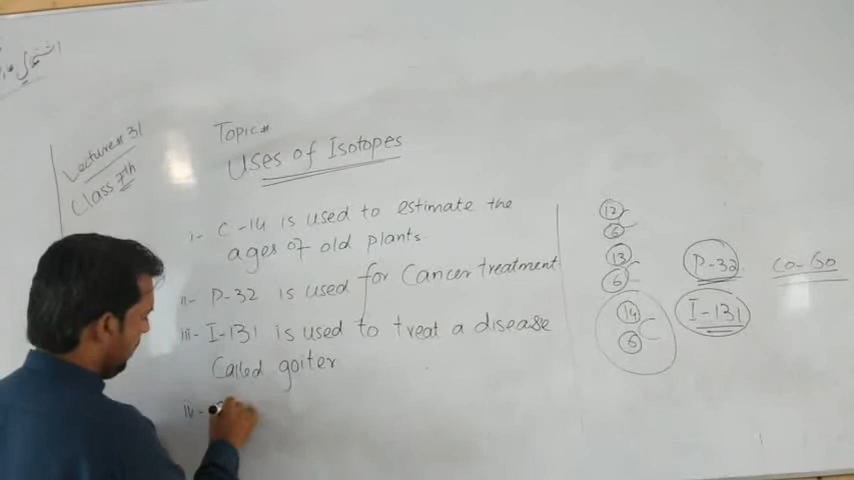 Lecture# 31
Class 7th
Topic#
Uses of Isotopes
i- C-14 is used to estimate the
ages of old plants.
ii- P-32 is used for Cancer treatment
iii- I-131 is used to treat a disease
Called goiter
iv-
12
6
13
6
14
6
C
P-32
I-131
Co-60